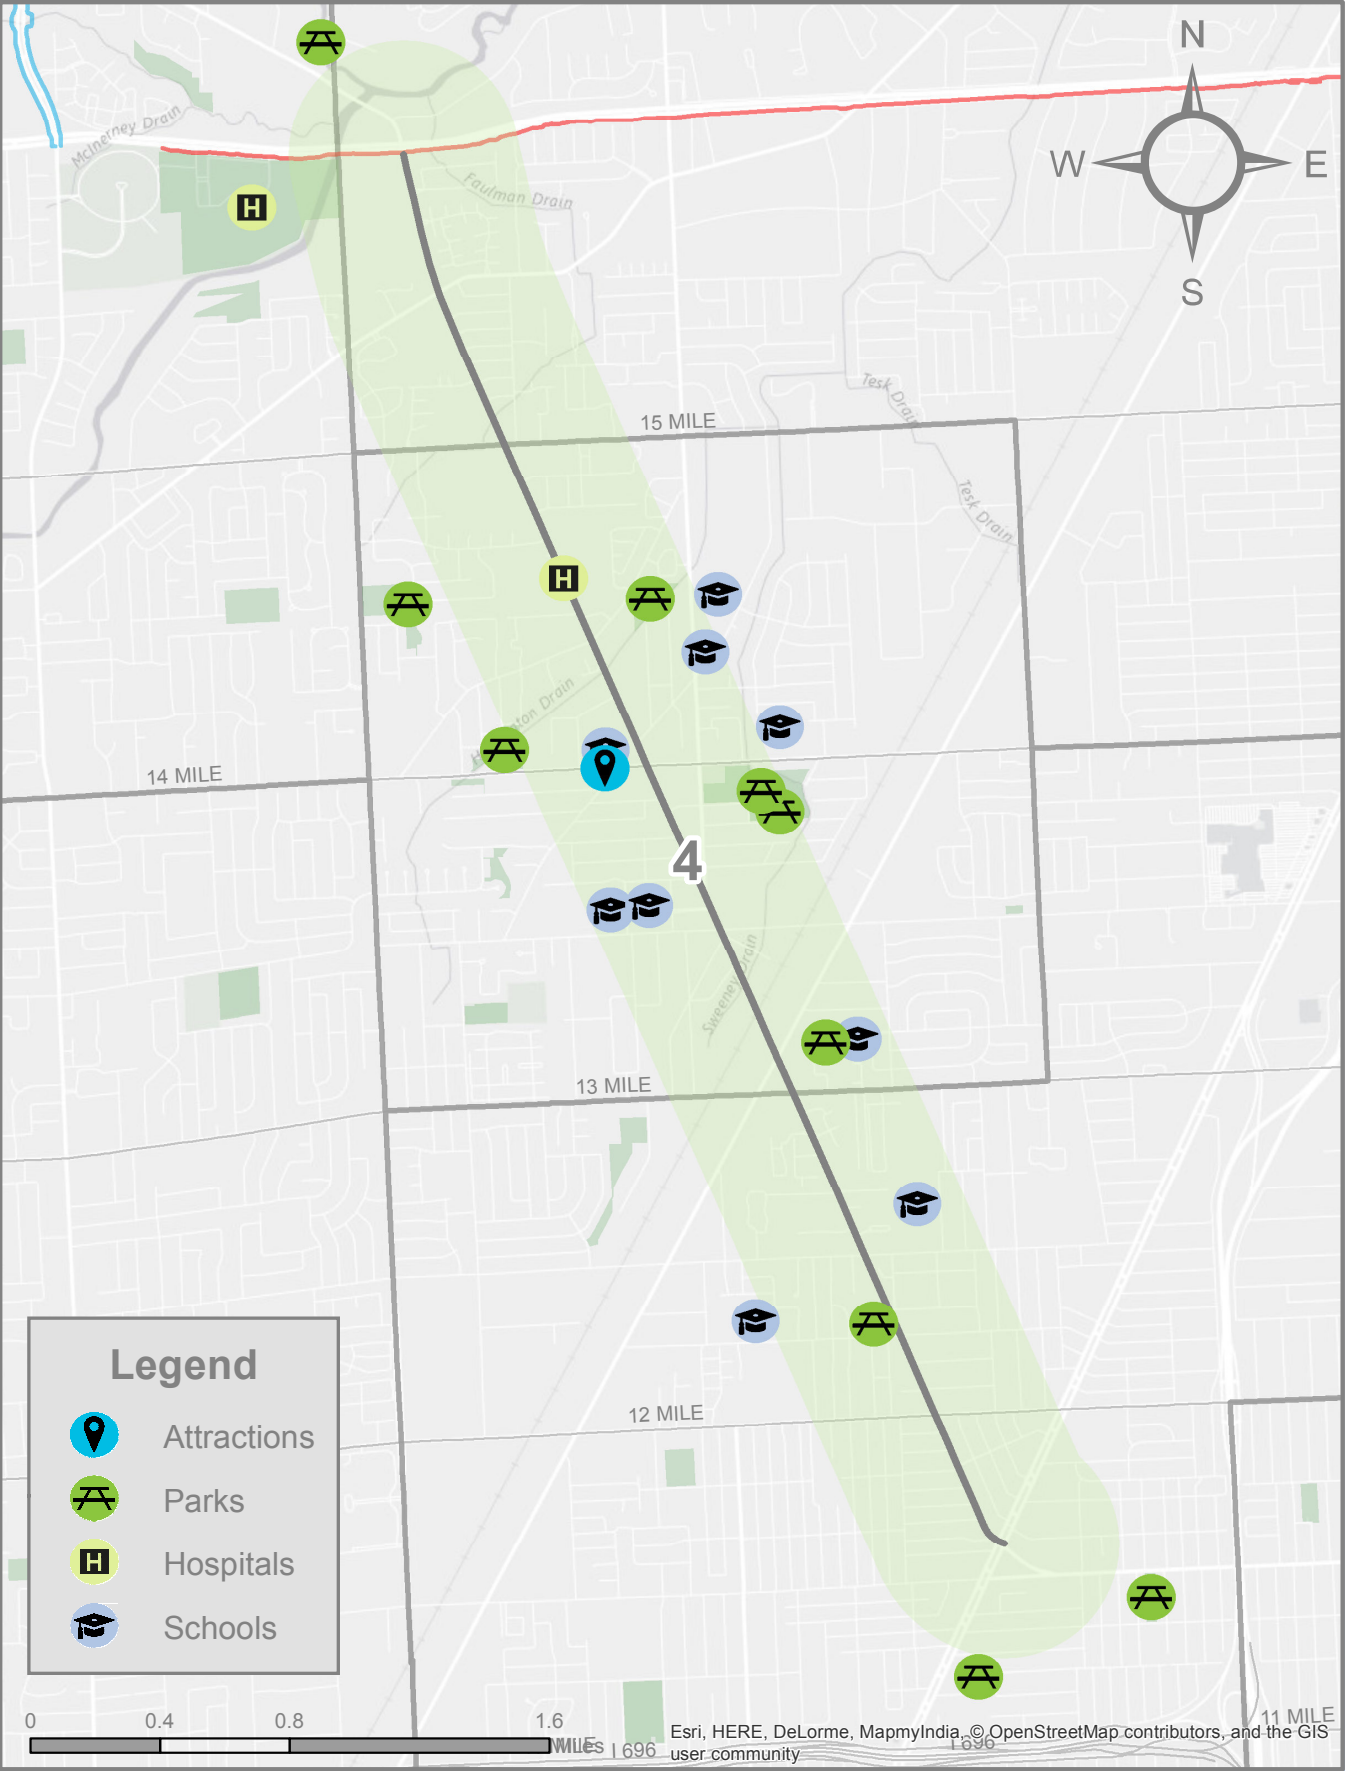 N
W
E
S
McInerney Drain
Faulman Drain
Tesk Drain
15 MILE
Tesk Drain
ton Drain
14 MILE
4
Sweeney Drain
13 MILE
12 MILE
Legend
Attractions
Parks
Hospitals
Schools
0 0.4 0.8 1.6
Miles
I 696
I 696
11 MILE
Esri, HERE, DeLorme, MapmyIndia, © OpenStreetMap contributors, and the GIS
user community